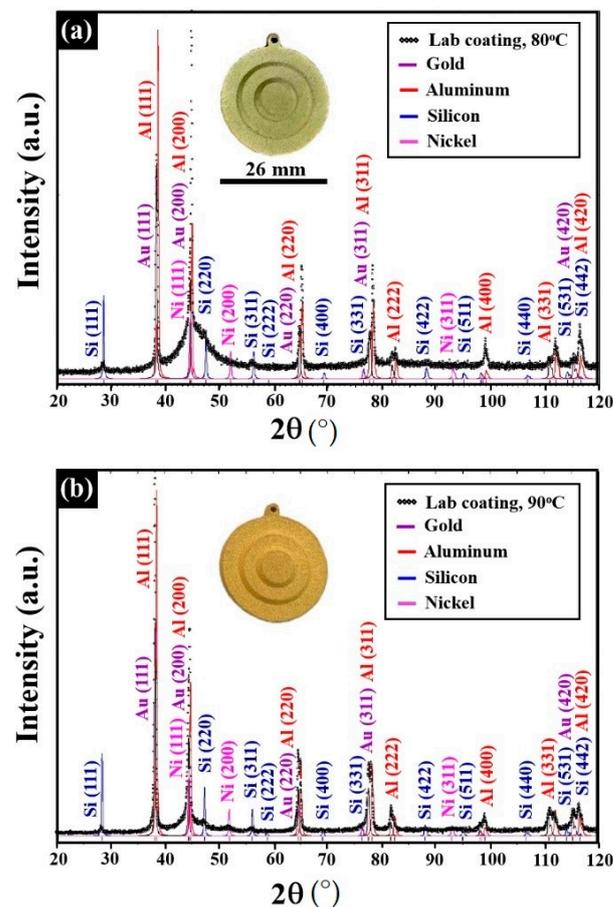 (a)
Lab coating, 80°C
Gold
Aluminum
Silicon
Nickel
26 mm
Intensity (a.u.)
Si (111)
Au (111)
Al (111)
Ni (111)
Au (200)
Al (200)
Si (220)
Ni (200)
Si (311)
Si (222)
Au (220)
Al (220)
Si (400)
Si (331)
Au (311)
Al (311)
Al (222)
Si (422)
Ni (311)
Si (511)
Al (400)
Si (440)
Al (331)
Si (531)
Au (420)
Si (442)
Al (420)
20 30 40 50 60 70 80 90 100 110 120
2θ (°)
(b)
Lab coating, 90°C
Gold
Aluminum
Silicon
Nickel
Intensity (a.u.)
Si (111)
Au (111)
Al (111)
Ni (111)
Au (200)
Al (200)
Si (220)
Ni (200)
Si (311)
Si (222)
Au (220)
Al (220)
Si (400)
Si (331)
Au (311)
Al (311)
Al (222)
Si (422)
Ni (311)
Si (511)
Al (400)
Si (440)
Al (331)
Si (531)
Au (420)
Si (442)
Al (420)
20 30 40 50 60 70 80 90 100 110 120
2θ (°)